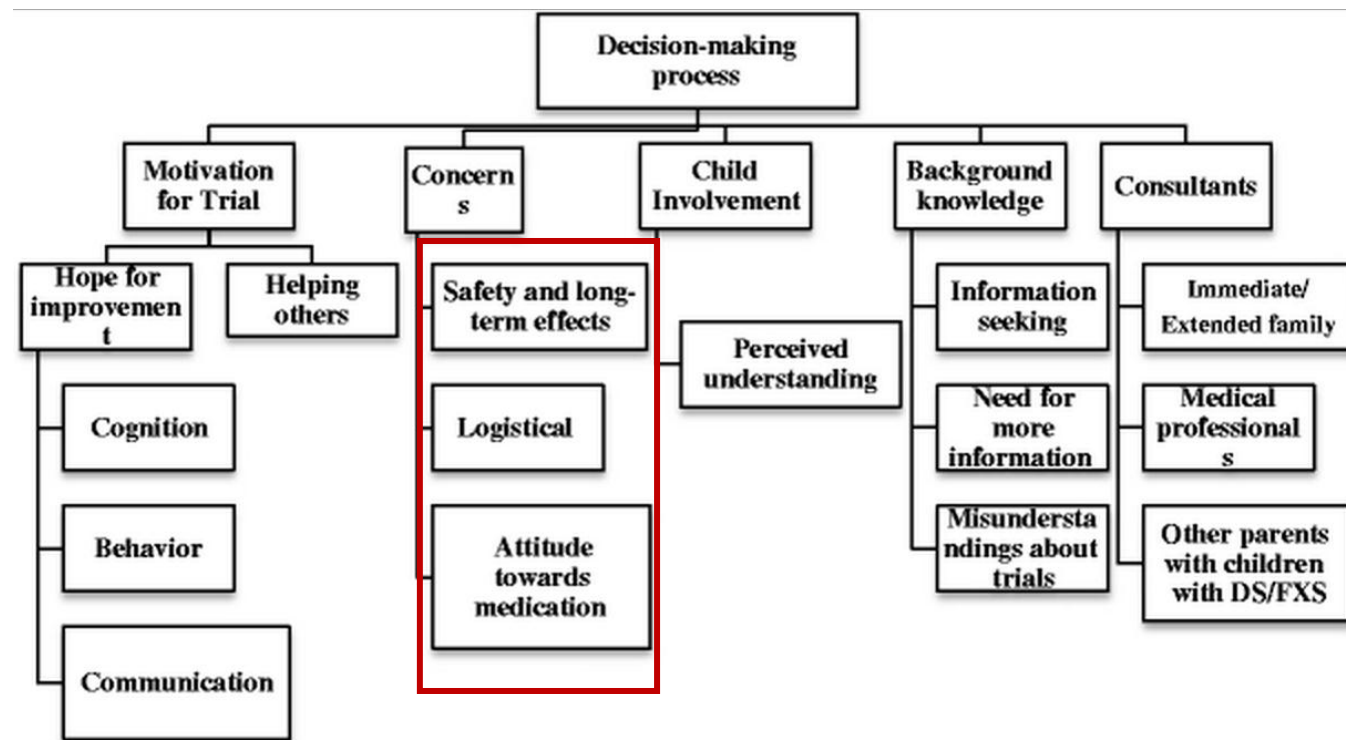 Decision-making
process
Motivation
for Trial
Concern
s
Child
Involvement
Background
knowledge
Consultants
Hope for
improvemen
t
Helping
others
Cognition
Behavior
Communication
Safety and long-
term effects
Logistical
Attitude
towards
medication
Perceived
understanding
Information
seeking
Need for
more
information
Misundersta
ndings about
trials
Immediate/
Extended family
Medical
professional
s
Other parents
with children
with DS/FXS